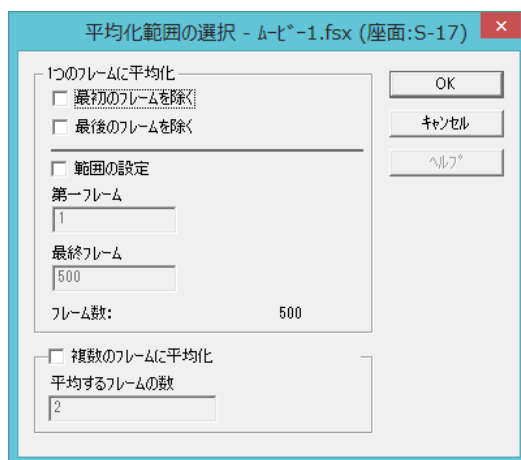 平均化範囲の選択 - ﾑｰﾋﾞｰ1.fsx (座面:S-17)
1つのフレームに平均化
最初のフレームを除く
最後のフレームを除く
範囲の設定
第一フレーム
1
最終フレーム
500
フレーム数: 500
複数のフレームに平均化
平均するフレームの数
2
OK
ｷｬﾝｾﾙ
ﾍﾙﾌﾟ